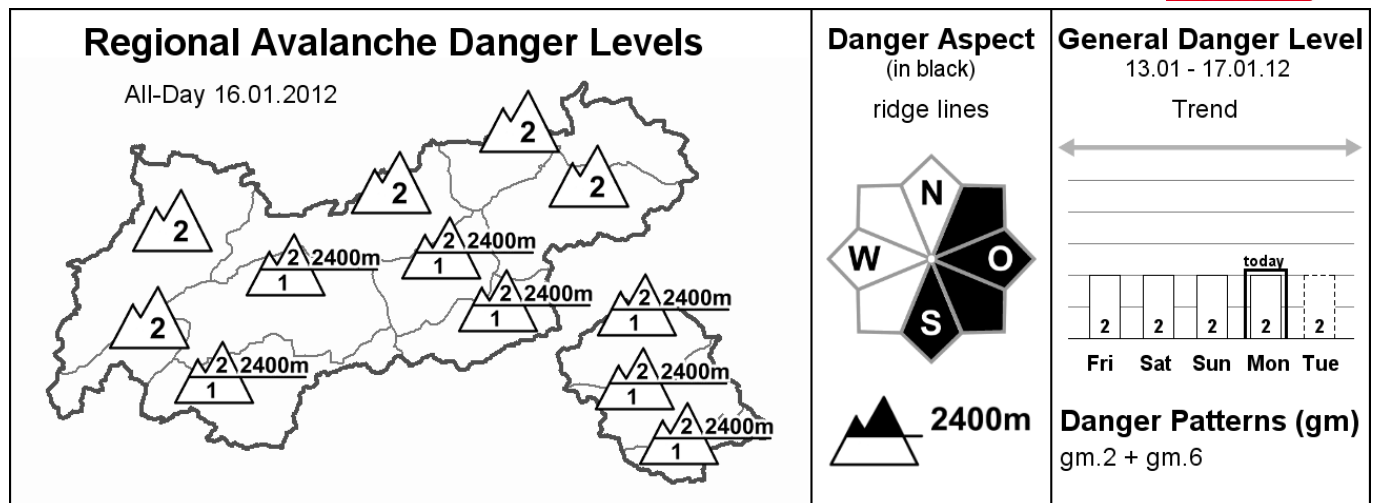 Regional Avalanche Danger Levels
All-Day 16.01.2012
2
2
2
2
2 2400m
2 2400m
1
1
2 2400m
2 2400m
1
1
2
2 2400m
1
2 2400m
1
2 2400m
1
Danger Aspect
(in black)
ridge lines
N
W
O
S
2400m
General Danger Level
13.01 - 17.01.12
Trend
today
2 2 2 2 2
Fri Sat Sun Mon Tue
Danger Patterns (gm)
gm.2 + gm.6